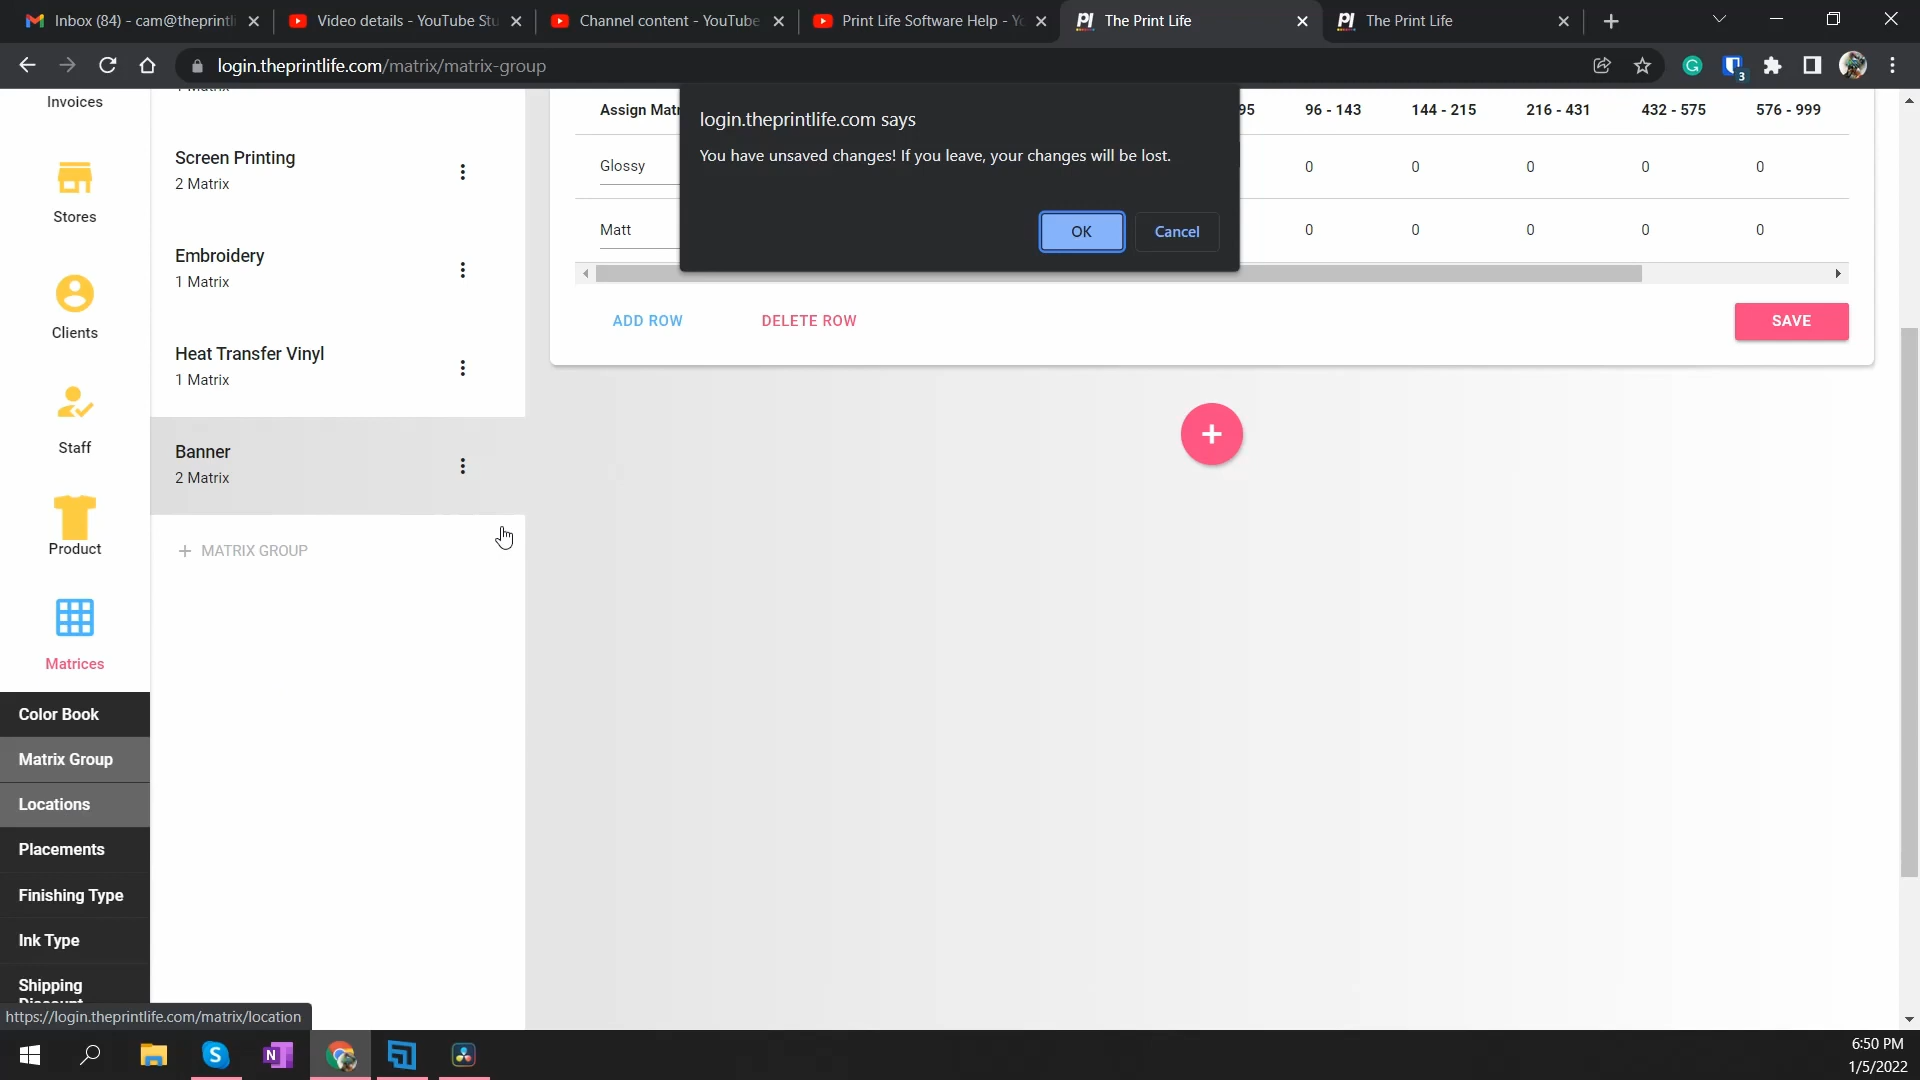 Inbox (84) - cam@theprintli
Video details - YouTube Stu
Channel content - YouTube
Print Life Software Help - Yo
The Print Life
The Print Life
login.theprintlife.com/matrix/matrix-group
3
Invoices
Stores
Clients
Staff
Product
Matrices
Color Book
Matrix Group
Locations
Placements
Finishing Type
Ink Type
Shipping
Discount
https://login.theprintlife.com/matrix/location
Screen Printing
2 Matrix
Embroidery
1 Matrix
Heat Transfer Vinyl
1 Matrix
Banner
2 Matrix
+ MATRIX GROUP
login.theprintlife.com says
You have unsaved changes! If you leave, your changes will be lost.
OK
Cancel
Assign Matr 95 96 - 143 144 - 215 216 - 431 432 - 575 576 - 999
Glossy 0 0 0 0 0
Matt 0 0 0 0 0
ADD ROW
DELETE ROW
SAVE
6:50 PM
1/5/2022